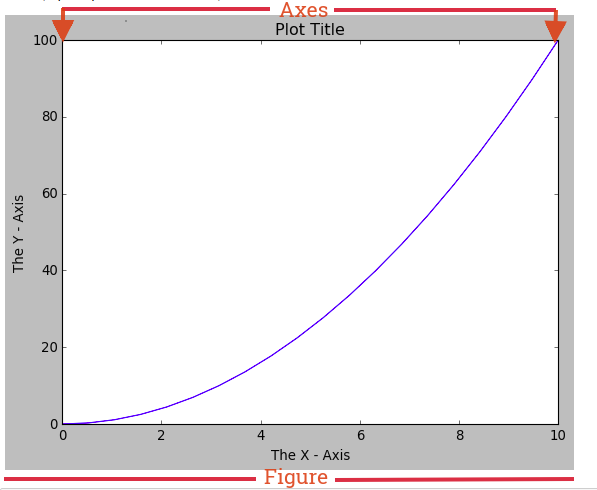 Axes
Plot Title
100
80
60
40
20
0
The Y - Axis
0 2 4 6 8 10
The X - Axis
Figure